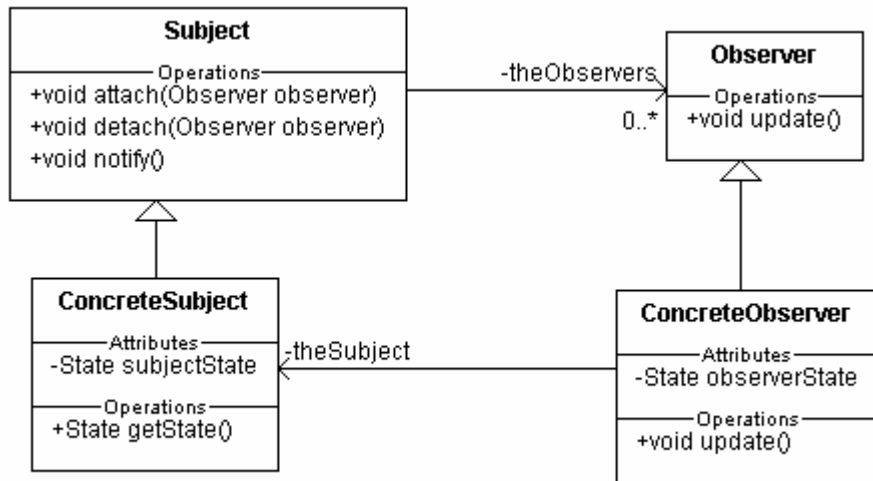 Subject
Operations
+void attach(Observer observer)
+void detach(Observer observer)
+void notify()
-theObservers
0..*
Observer
Operations
+void update()
ConcreteSubject
Attributes
-State subjectState
Operations
+State getState()
-theSubject
ConcreteObserver
Attributes
-State observerState
Operations
+void update()